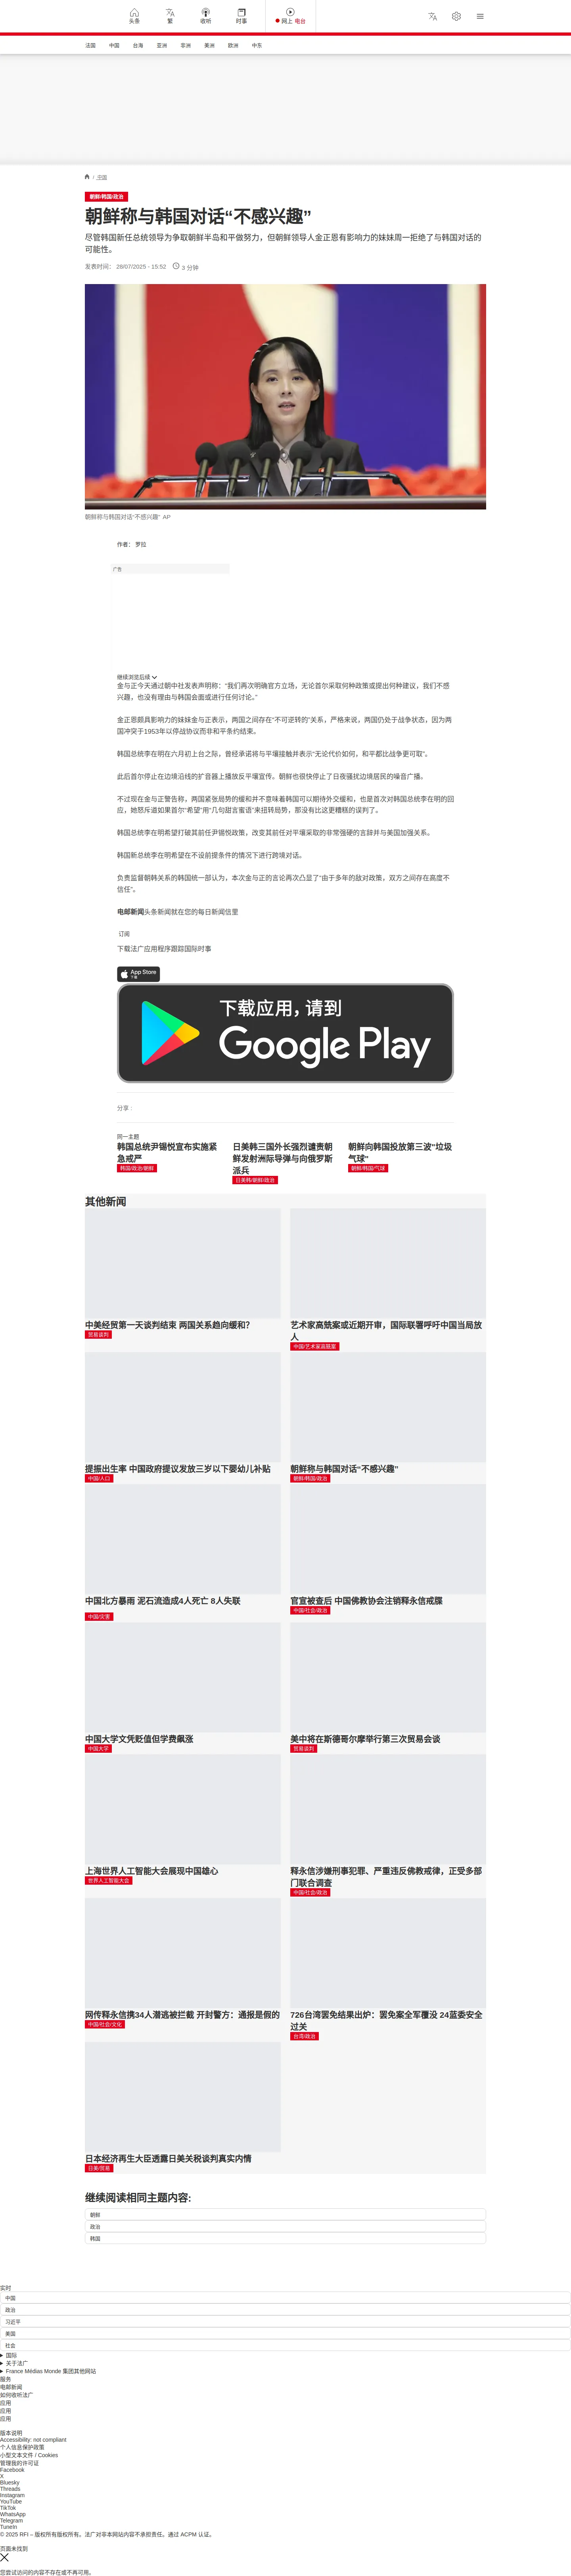 头条
繁
收听
时事
网上 电台
法国 中国 台海 亚洲 非洲 美洲 欧洲 中东
/ 中国
朝鲜/韩国/政治
朝鲜称与韩国对话“不感兴趣”
尽管韩国新任总统领导为争取朝鲜半岛和平做努力，但朝鲜领导人金正恩有影响力的妹妹周一拒绝了与韩国对话的
可能性。
发表时间： 28/07/2025 - 15:52 3 分钟
朝鲜称与韩国对话“不感兴趣” AP
作者： 罗拉
广告
继续浏览后续
金与正今天通过朝中社发表声明称：“我们再次明确官方立场，无论首尔采取何种政策或提出何种建议，我们不感
兴趣，也没有理由与韩国会面或进行任何讨论。”
金正恩颇具影响力的妹妹金与正表示，两国之间存在“不可逆转的”关系，严格来说，两国仍处于战争状态，因为两
国冲突于1953年以停战协议而非和平条约结束。
韩国总统李在明在六月初上台之际，曾经承诺将与平壤接触并表示“无论代价如何，和平都比战争更可取”。
此后首尔停止在边境沿线的扩音器上播放反平壤宣传。朝鲜也很快停止了日夜骚扰边境居民的噪音广播。
不过现在金与正警告称，两国紧张局势的缓和并不意味着韩国可以期待外交缓和，也是首次对韩国总统李在明的回
应，她怒斥道如果首尔“希望”用“几句甜言蜜语”来扭转局势，那没有比这更糟糕的误判了。
韩国总统李在明希望打破其前任尹锡悦政策，改变其前任对平壤采取的非常强硬的言辞并与美国加强关系。
韩国新总统李在明希望在不设前提条件的情况下进行跨境对话。
负责监督朝韩关系的韩国统一部认为，本次金与正的言论再次凸显了“由于多年的敌对政策，双方之间存在高度不
信任”。
电邮新闻头条新闻就在您的每日新闻信里
订阅
下载法广应用程序跟踪国际时事
App Store
下载
下载应用，请到
Google Play
分享 :
同一主题
韩国总统尹锡悦宣布实施紧
急戒严
韩国/政治/朝鲜
日美韩三国外长强烈谴责朝
鲜发射洲际导弹与向俄罗斯
派兵
日美韩/朝鲜/政治
朝鲜向韩国投放第三波“垃圾
气球”
朝鲜/韩国/气球
其他新闻
中美经贸第一天谈判结束 两国关系趋向缓和？
贸易谈判
艺术家高兟案或近期开审，国际联署呼吁中国当局放
人
中国/艺术家高兟案
提振出生率 中国政府提议发放三岁以下婴幼儿补贴
中国/人口
朝鲜称与韩国对话“不感兴趣”
朝鲜/韩国/政治
中国北方暴雨 泥石流造成4人死亡 8人失联
中国/灾害
官宣被查后 中国佛教协会注销释永信戒牒
中国/社会/政治
中国大学文凭贬值但学费飙涨
中国大学
美中将在斯德哥尔摩举行第三次贸易会谈
贸易谈判
上海世界人工智能大会展现中国雄心
世界人工智能大会
释永信涉嫌刑事犯罪、严重违反佛教戒律，正受多部
门联合调查
中国/社会/政治
网传释永信携34人潜逃被拦截 开封警方：通报是假的
中国/社会/文化
726台湾罢免结果出炉：罢免案全军覆没 24蓝委安全
过关
台湾/政治
日本经济再生大臣透露日美关税谈判真实内情
日美/贸易
继续阅读相同主题内容:
朝鲜
政治
韩国
实时
中国
政治
习近平
美国
社会
国际
关于法广
France Médias Monde 集团其他网站
服务
电邮新闻
如何收听法广
应用
应用
应用
版本说明
Accessibility: not compliant
个人信息保护政策
小型文本文件 / Cookies
管理我的许可证
Facebook
X
Bluesky
Threads
Instagram
YouTube
TikTok
WhatsApp
Telegram
TuneIn
© 2025 RFI – 版权所有版权所有。法广对非本网站内容不承担责任。通过 ACPM 认证。
页面未找到
您尝试访问的内容不存在或不再可用。